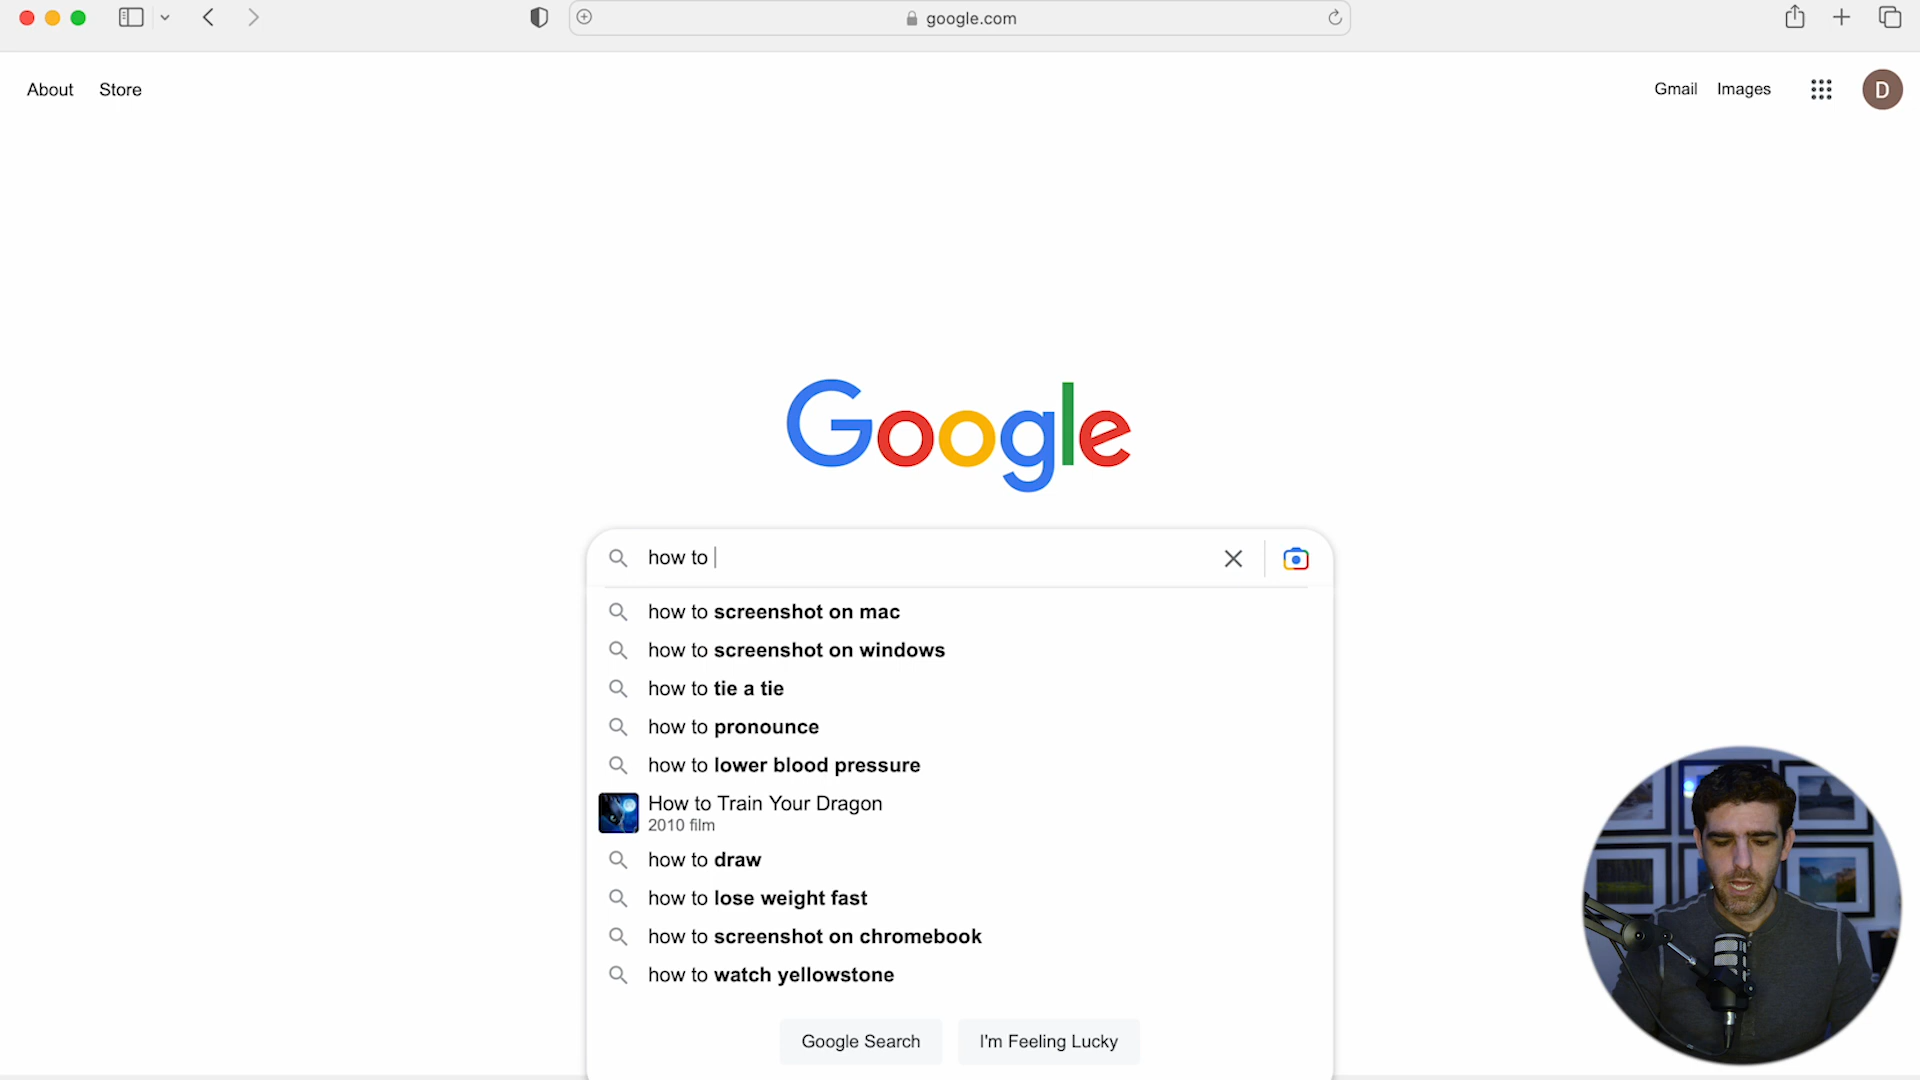 google.com
About Store
Gmail Images
D
Google
how to
how to screenshot on mac
how to screenshot on windows
how to tie a tie
how to pronounce
how to lower blood pressure
How to Train Your Dragon
2010 film
how to draw
how to lose weight fast
how to screenshot on chromebook
how to watch yellowstone
Google Search I'm Feeling Lucky